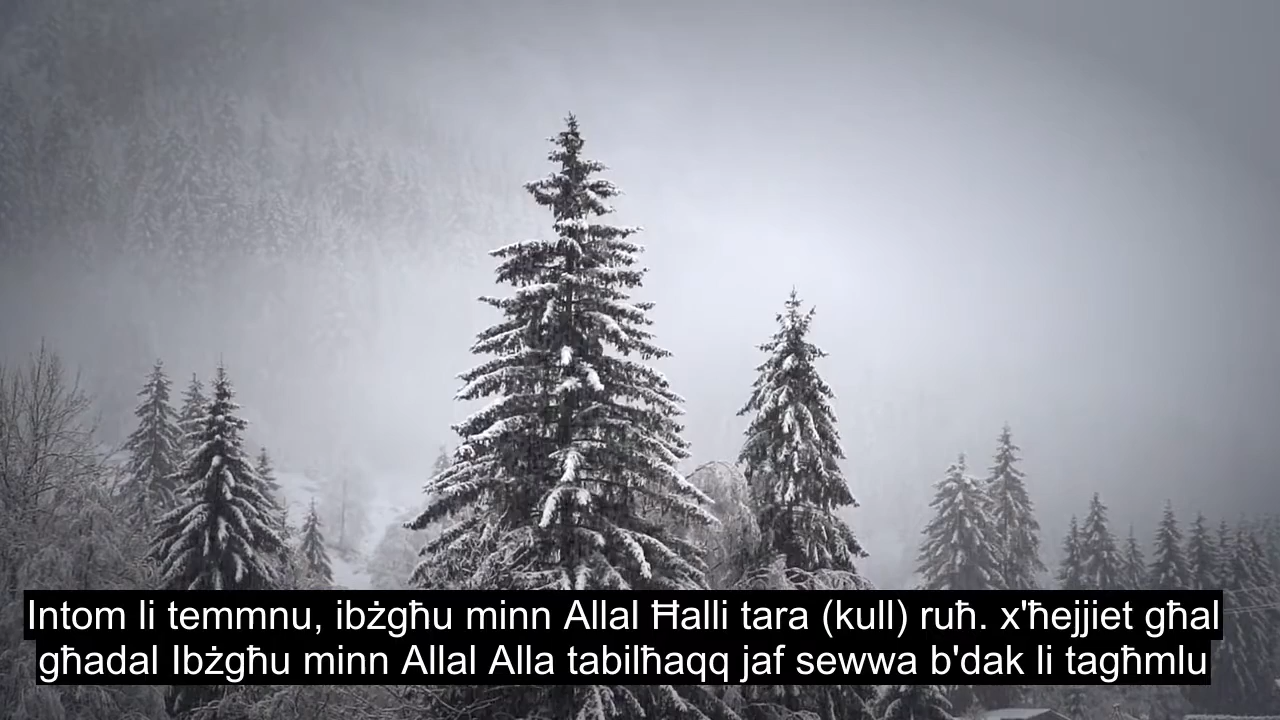 Intom li temmnu, ibżgħu minn Allal Ħalli tara (kull) ruħ. x'ħejjiet għal
għadal Ibżgħu minn Allal Alla tabilħaqq jaf sewwa b'dak li tagħmlu